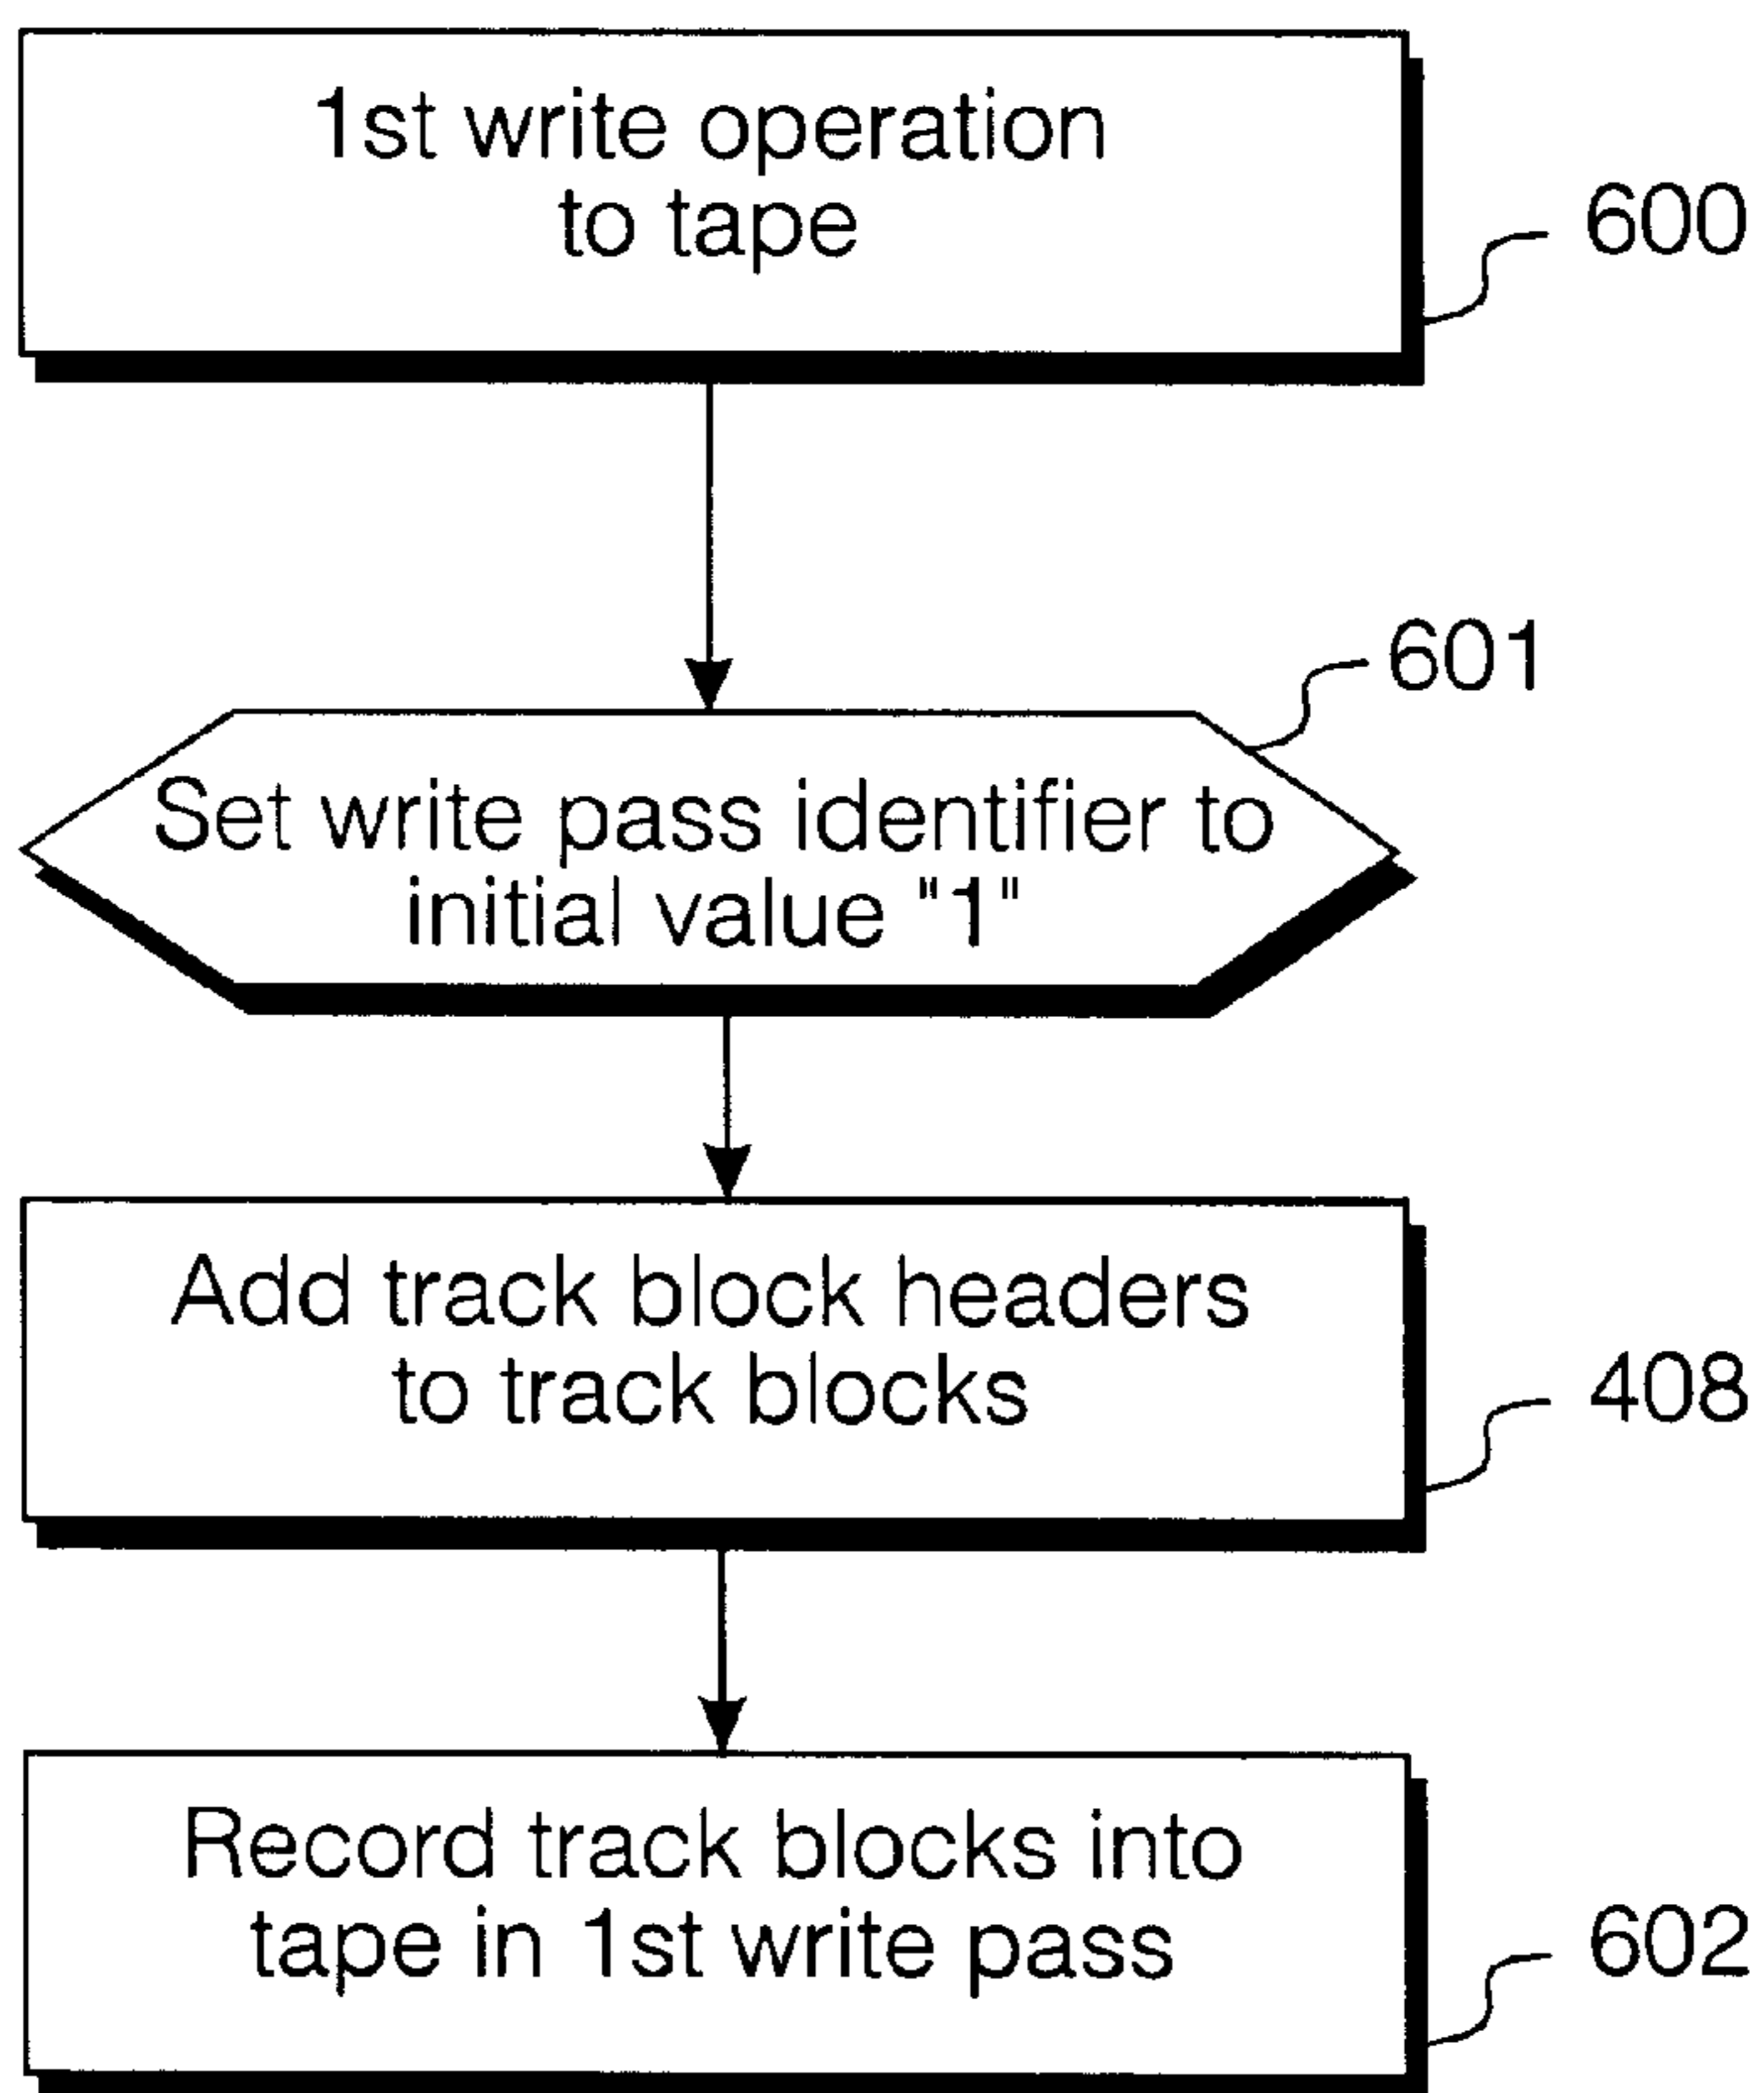 1st write operation
to tape
600
601
Set write pass identifier to
initial value "1"
Add track block headers
to track blocks
408
Record track blocks into
tape in 1st write pass
602